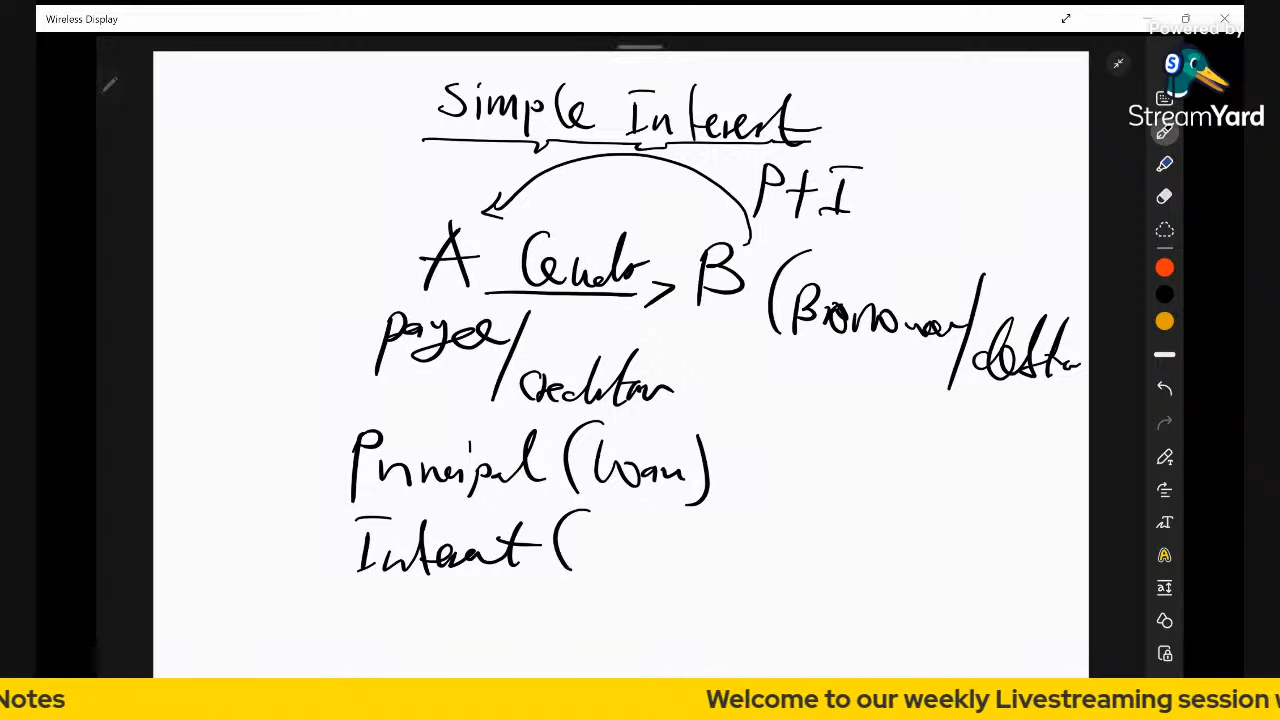 Wireless Display
Powered by
StreamYard
Simple Interest
P+I
A Lends > B (Borrower/debtor
payee/
creditor
Principal (Loan)
Interest (
Notes
Welcome to our weekly Livestreaming session w